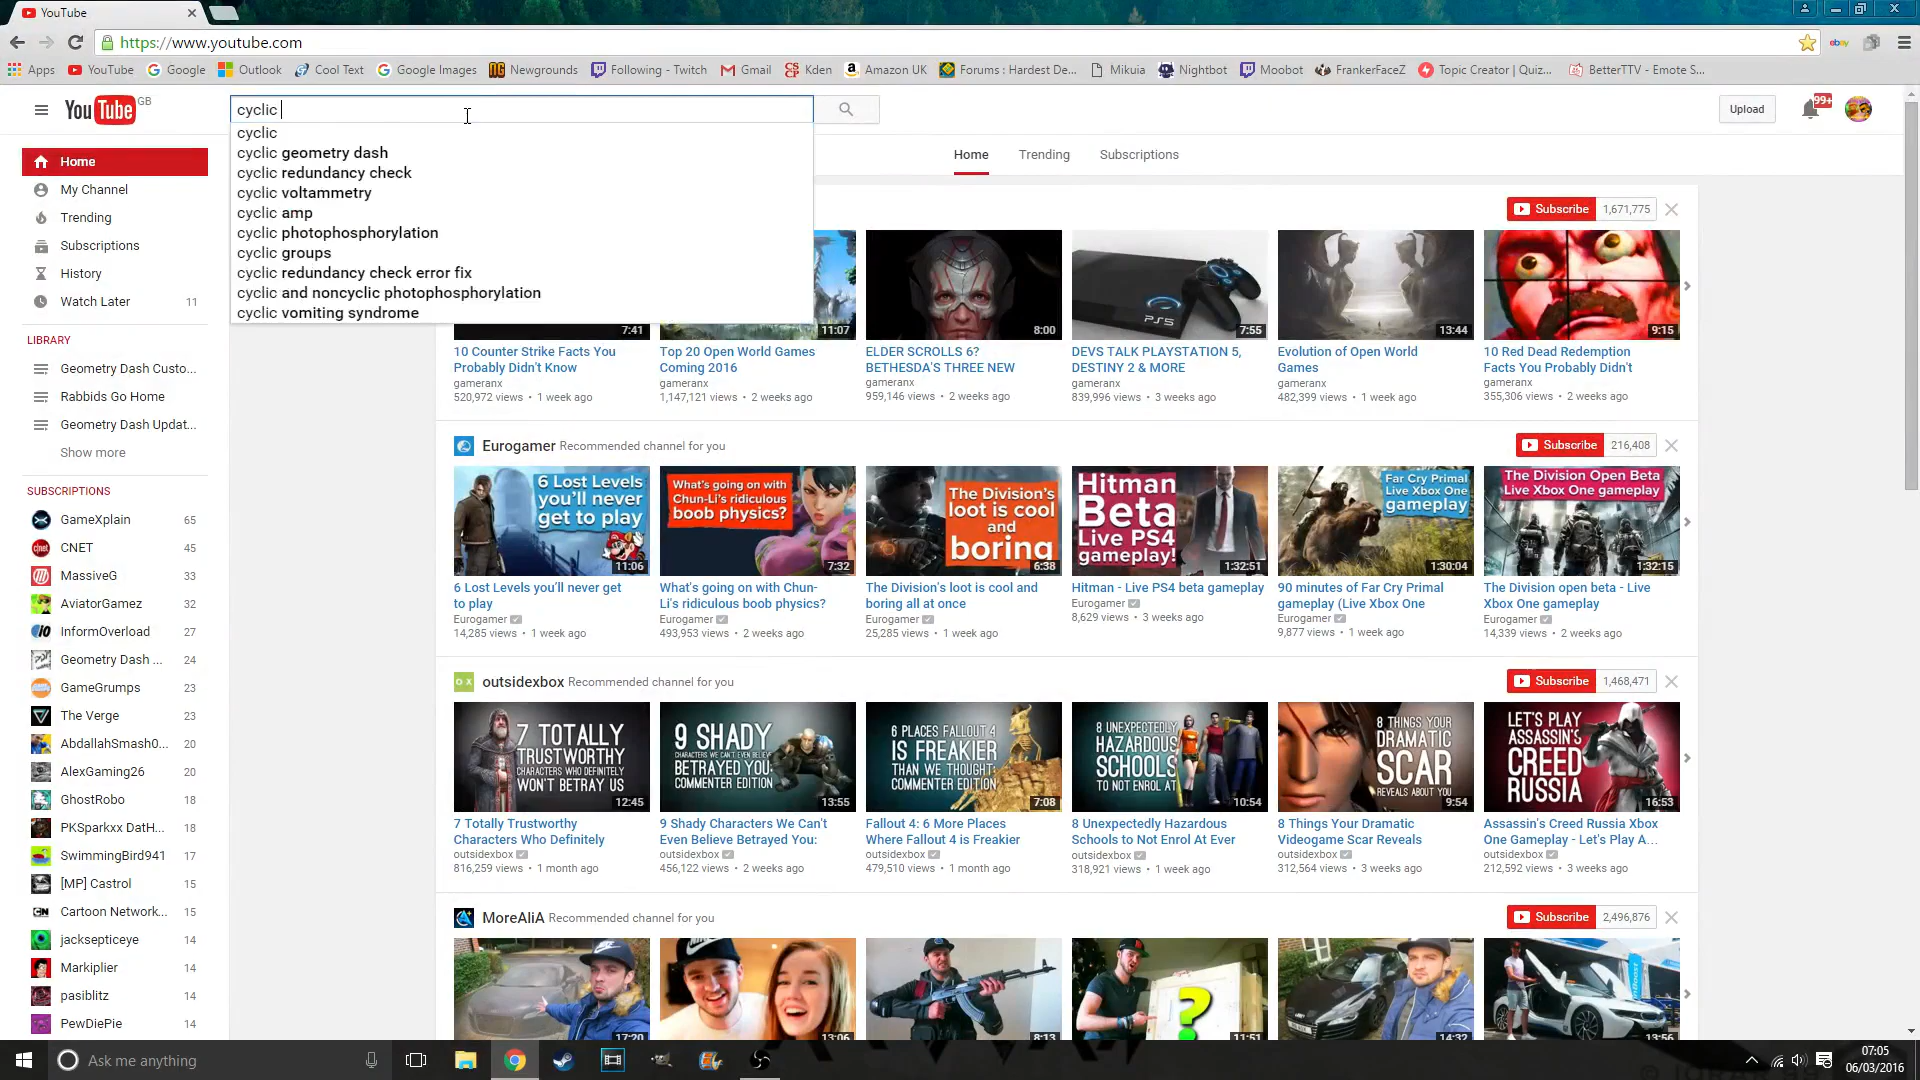 YouTube
https://www.youtube.com
ebay
Apps YouTube Google Outlook Cool Text Google Images Newgrounds Following - Twitch Gmail Kden Amazon UK Forums : Hardest De... Mikuia Nightbot Moobot FrankerFaceZ Topic Creator | Quiz... BetterTTV - Emote S...
YouTube GB
cyclic
Upload
99+
cyclic
cyclic geometry dash
cyclic redundancy check
cyclic voltammetry
cyclic amp
cyclic photophosphorylation
cyclic groups
cyclic redundancy check error fix
cyclic and noncyclic photophosphorylation
cyclic vomiting syndrome
Home Trending Subscriptions
Home
My Channel
Trending
Subscriptions
History
Watch Later 11
LIBRARY
Geometry Dash Custo...
Rabbids Go Home
Geometry Dash Updat...
Show more
SUBSCRIPTIONS
GameXplain 65
CNET 45
MassiveG 33
AviatorGamez 32
InformOverload 27
Geometry Dash ... 24
GameGrumps 23
The Verge 23
AbdallahSmash0... 20
AlexGaming26 20
GhostRobo 18
PKSparkxx DatH... 18
SwimmingBird941 17
[MP] Castrol 15
Cartoon Network... 15
jacksepticeye 14
Markiplier 14
pasiblitz 14
PewDiePie 14
Subscribe 1,671,775
PS5
7:41 11:07 8:00 7:55 13:44 9:15
10 Counter Strike Facts You
Probably Didn't Know
gameranx
520,972 views • 1 week ago
Top 20 Open World Games
Coming 2016
gameranx
1,147,121 views • 2 weeks ago
ELDER SCROLLS 6?
BETHESDA'S THREE NEW
gameranx
959,146 views • 2 weeks ago
DEVS TALK PLAYSTATION 5,
DESTINY 2 & MORE
gameranx
839,996 views • 3 weeks ago
Evolution of Open World
Games
gameranx
482,399 views • 1 week ago
10 Red Dead Redemption
Facts You Probably Didn't
gameranx
355,306 views • 2 weeks ago
Eurogamer Recommended channel for you
Subscribe 216,408
6 Lost Levels
you'll never
get to play
11:06
What's going on with
Chun-Li's ridiculous
boob physics?
7:32
The Division's
loot is cool
and
boring
6:38
Hitman
Beta
Live PS4
gameplay!
1:32:51
Far Cry Primal
Live Xbox One
gameplay
1:30:04
The Division Open Beta
Live Xbox One gameplay
1:32:15
6 Lost Levels you'll never get
to play
Eurogamer
14,285 views • 1 week ago
What's going on with Chun-
Li's ridiculous boob physics?
Eurogamer
493,953 views • 2 weeks ago
The Division's loot is cool and
boring all at once
Eurogamer
25,285 views • 1 week ago
Hitman - Live PS4 beta gameplay
Eurogamer
8,629 views • 3 weeks ago
90 minutes of Far Cry Primal
gameplay (Live Xbox One
Eurogamer
9,877 views • 1 week ago
The Division open beta - Live
Xbox One gameplay
Eurogamer
14,339 views • 2 weeks ago
outsidexbox Recommended channel for you
Subscribe 1,468,471
7 TOTALLY
TRUSTWORTHY
CHARACTERS WHO DEFINITELY
WON'T BETRAY US
12:45
9 SHADY
CHARACTERS WE CAN'T EVEN BELIEVE
BETRAYED YOU:
COMMENTER EDITION
13:55
6 PLACES FALLOUT 4
IS FREAKIER
THAN WE THOUGHT:
COMMENTER EDITION
7:08
8 UNEXPECTEDLY
HAZARDOUS
SCHOOLS
TO NOT ENROL AT
10:54
8 THINGS YOUR
DRAMATIC
SCAR
REVEALS ABOUT YOU
9:54
LET'S PLAY
ASSASSIN'S
CREED
RUSSIA
16:53
7 Totally Trustworthy
Characters Who Definitely
outsidexbox
816,259 views • 1 month ago
9 Shady Characters We Can't
Even Believe Betrayed You:
outsidexbox
456,122 views • 2 weeks ago
Fallout 4: 6 More Places
Where Fallout 4 is Freakier
outsidexbox
479,510 views • 1 month ago
8 Unexpectedly Hazardous
Schools to Not Enrol At Ever
outsidexbox
318,921 views • 1 week ago
8 Things Your Dramatic
Videogame Scar Reveals
outsidexbox
312,564 views • 3 weeks ago
Assassin's Creed Russia Xbox
One Gameplay - Let's Play A...
outsidexbox
212,592 views • 3 weeks ago
MoreAliA Recommended channel for you
Subscribe 2,496,876
17:20 13:06 8:13 11:51 14:32 13:56
Ask me anything
07:05
06/03/2016